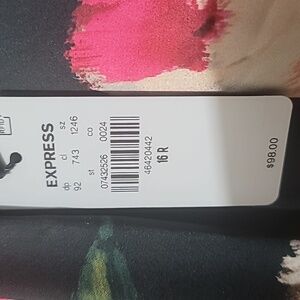 EXPRESS
dp cl sz
92 743 1246
st co
07432526 0024
46420442
16 R
$98.00